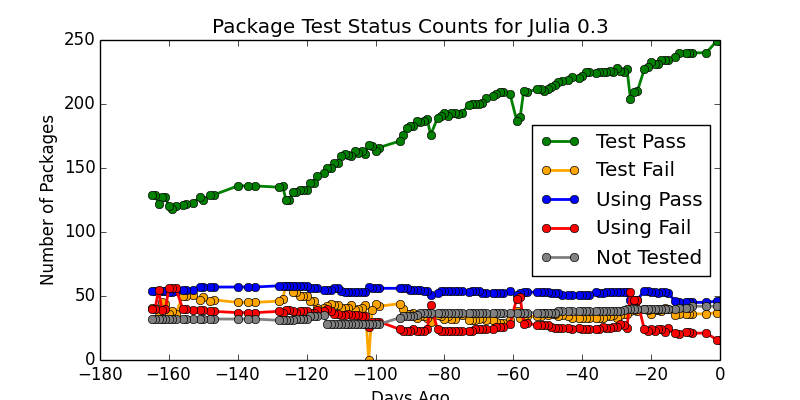 Package Test Status Counts for Julia 0.3
Number of Packages
250
200
150
100
50
0
Test Pass
Test Fail
Using Pass
Using Fail
Not Tested
−180 −160 −140 −120 −100 −80 −60 −40 −20 0
Days Ago